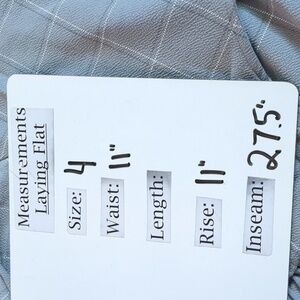 Measurements
Laying Flat
Size: 4
Waist: 11"
Length:
Rise: 11"
Inseam: 27.5"